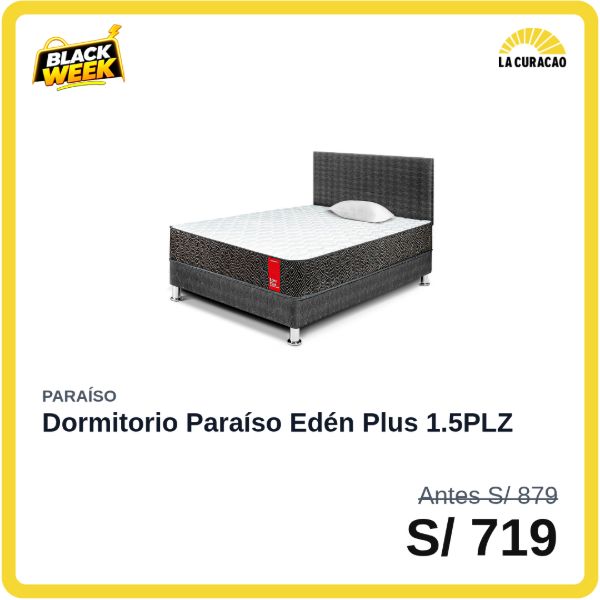 BLACK
WEEK
LA CURACAO
PARAÍSO
Dormitorio Paraíso Edén Plus 1.5PLZ
Antes S/ 879
S/ 719